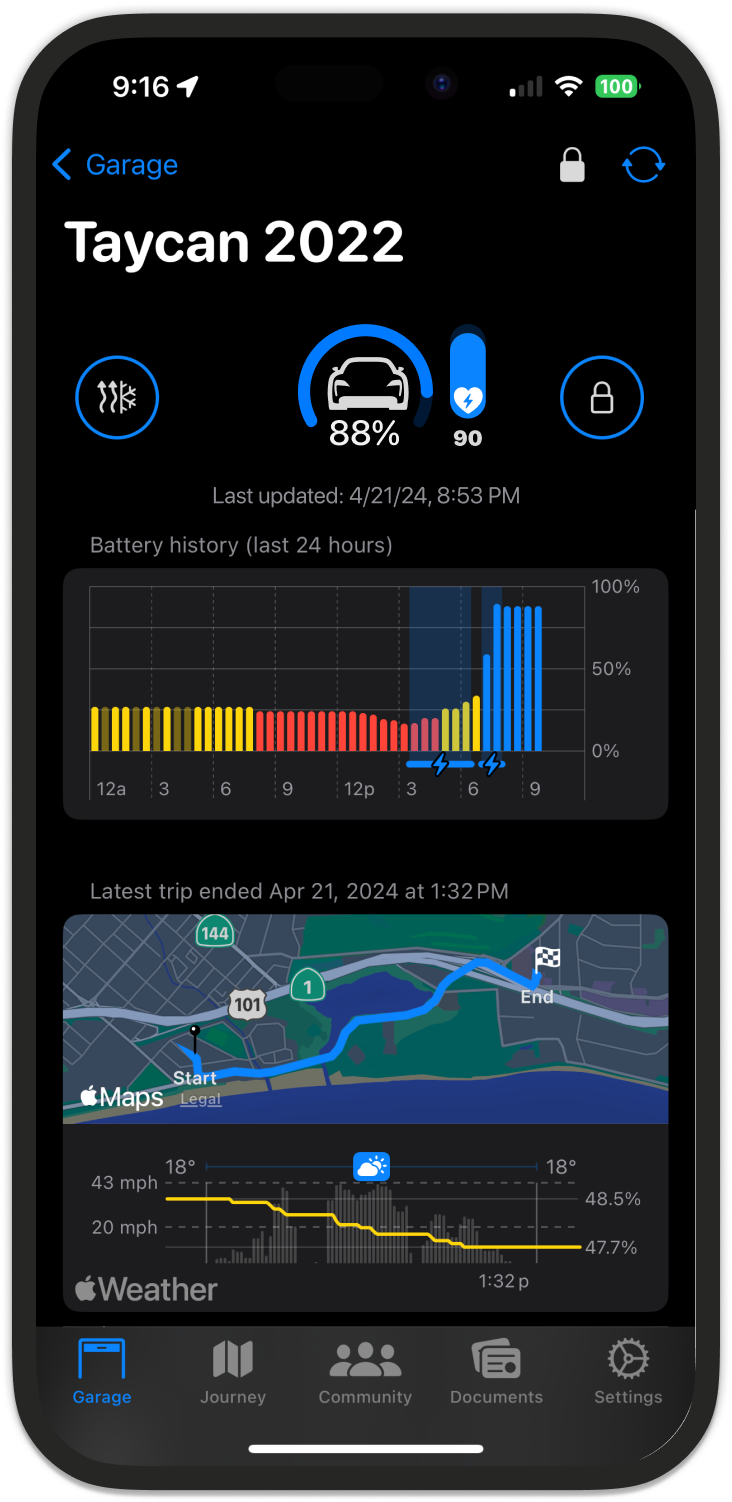 9:16
100
Garage
Taycan 2022
88%
90
Last updated: 4/21/24, 8:53 PM
Battery history (last 24 hours)
100%
50%
0%
12a 3 6 9 12p 3 6 9
Latest trip ended Apr 21, 2024 at 1:32 PM
144
1
101
End
Start
Maps
Legal
18° 18°
43 mph
48.5%
20 mph
47.7%
1:32 p
Weather
Garage Journey Community Documents Settings